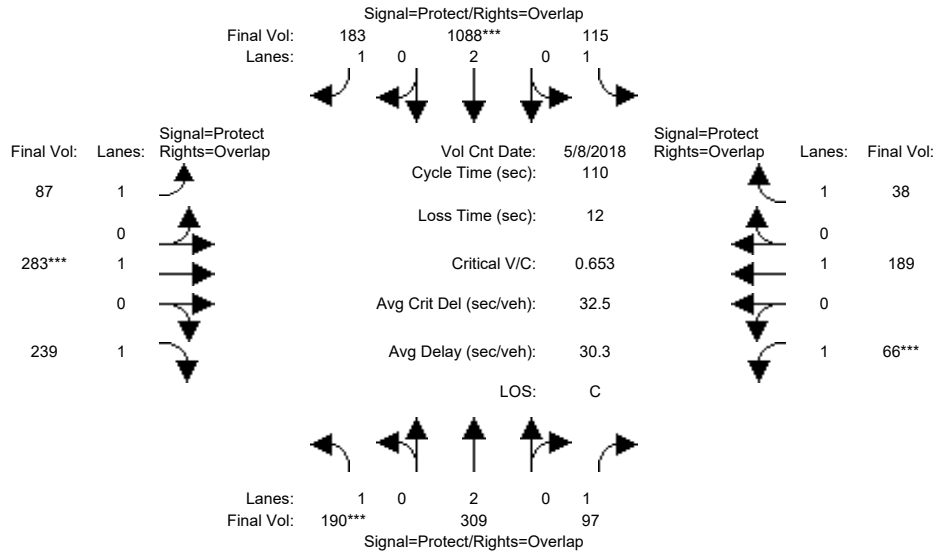 Signal=Protect/Rights=Overlap
Final Vol: 183 1088*** 115
Lanes: 1 0 2 0 1
Signal=Protect Signal=Protect
Final Vol: Lanes: Rights=Overlap Vol Cnt Date: 5/8/2018 Rights=Overlap Lanes: Final Vol:
Cycle Time (sec): 110
87 1 1 38
Loss Time (sec): 12
0 0
283*** 1 Critical V/C: 0.653 1 189
0 Avg Crit Del (sec/veh): 32.5 0
239 1 Avg Delay (sec/veh): 30.3 1 66***
LOS: C
Lanes: 1 0 2 0 1
Final Vol: 190*** 309 97
Signal=Protect/Rights=Overlap